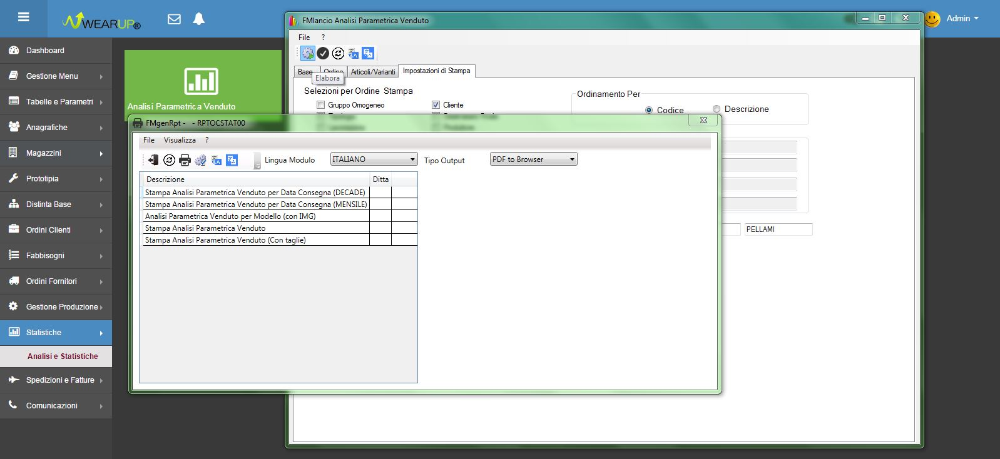 WEARUP®
Admin
Dashboard
Gestione Menu
Tabelle e Parametri
Anagrafiche
Magazzini
Prototipia
Distinta Base
Ordini Clienti
Fabbisogni
Ordini Fornitori
Gestione Produzione
Statistiche
Analisi e Statistiche
Spedizioni e Fatture
Comunicazioni
Analisi Parametrica Venduto
FMlancio Analisi Parametrica Venduto
File ?
Base Ordine Articoli/Varianti Impostazioni di Stampa
Elabora
Selezioni per Ordine Stampa
Gruppo Omogeneo Cliente
Ordinamento Per
Codice Descrizione
PELLAMI
FMgenRpt - - RPTOCSTAT00
File Visualizza ?
Lingua Modulo ITALIANO Tipo Output PDF to Browser
Descrizione Ditta
Stampa Analisi Parametrica Venduto per Data Consegna (DECADE)
Stampa Analisi Parametrica Venduto per Data Consegna (MENSILE)
Analisi Parametrica Venduto per Modello (con IMG)
Stampa Analisi Parametrica Venduto
Stampa Analisi Parametrica Venduto (Con taglie)